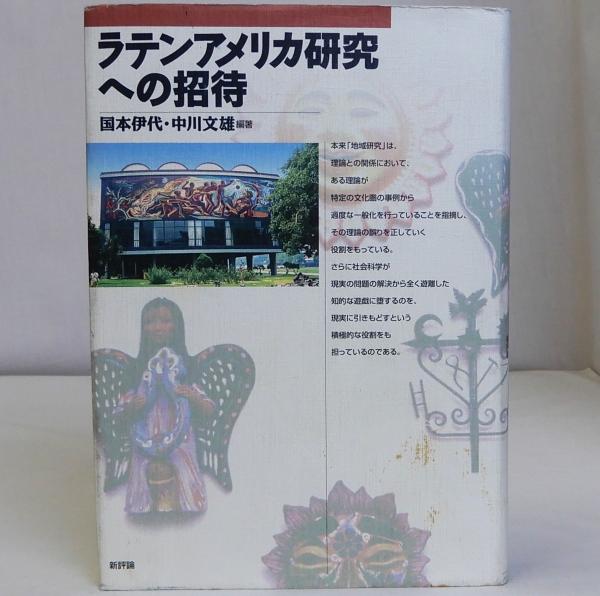 ラテンアメリカ研究
への招待
国本伊代・中川文雄 編著
本来「地域研究」は、
理論との関係において、
ある理論が
特定の文化圏の事例から
過度な一般化を行っていることを指摘し、
その理論の誤りを正していく
役割をもっている。
さらに社会科学が
現実の問題の解決から全く遊離した
知的な遊戯に堕するのを、
現実に引きもどすという
積極的な役割をも
担っているのである。
新評論